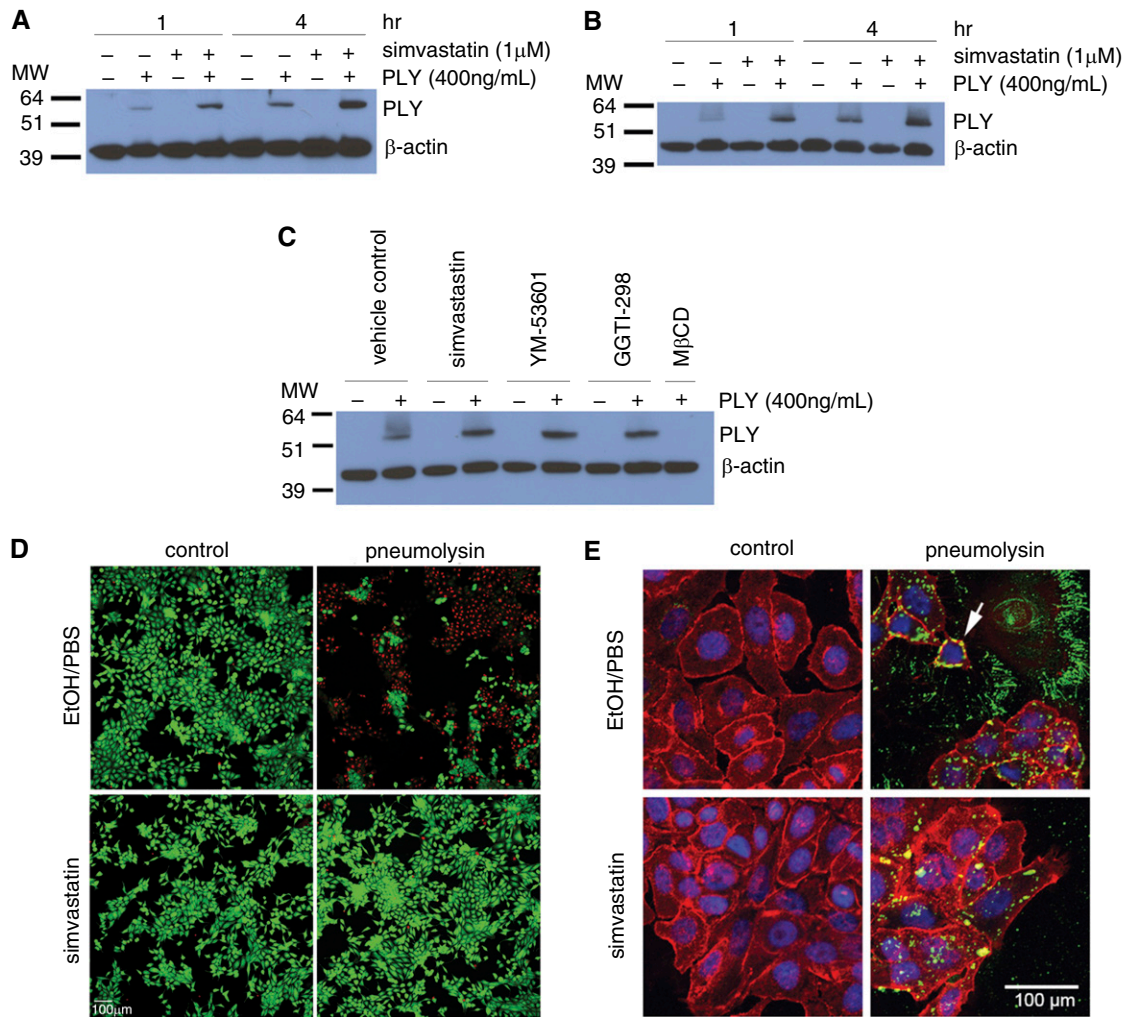 A
1 4 hr
– – + + – – + + simvastatin (1μM)
MW – + – + – + – + PLY (400ng/mL)
64
PLY
51
β-actin
39
B
1 4 hr
– – + + – – + + simvastatin (1μM)
MW – + – + – + – + PLY (400ng/mL)
64
PLY
51
β-actin
39
C
vehicle control
simvastastin
YM-53601
GGTI-298
MβCD
MW
– + – + – + – + + PLY (400ng/mL)
64
PLY
51
β-actin
39
D
control pneumolysin
EtOH/PBS
simvastatin
100μm
E
control pneumolysin
EtOH/PBS
simvastatin
100 μm